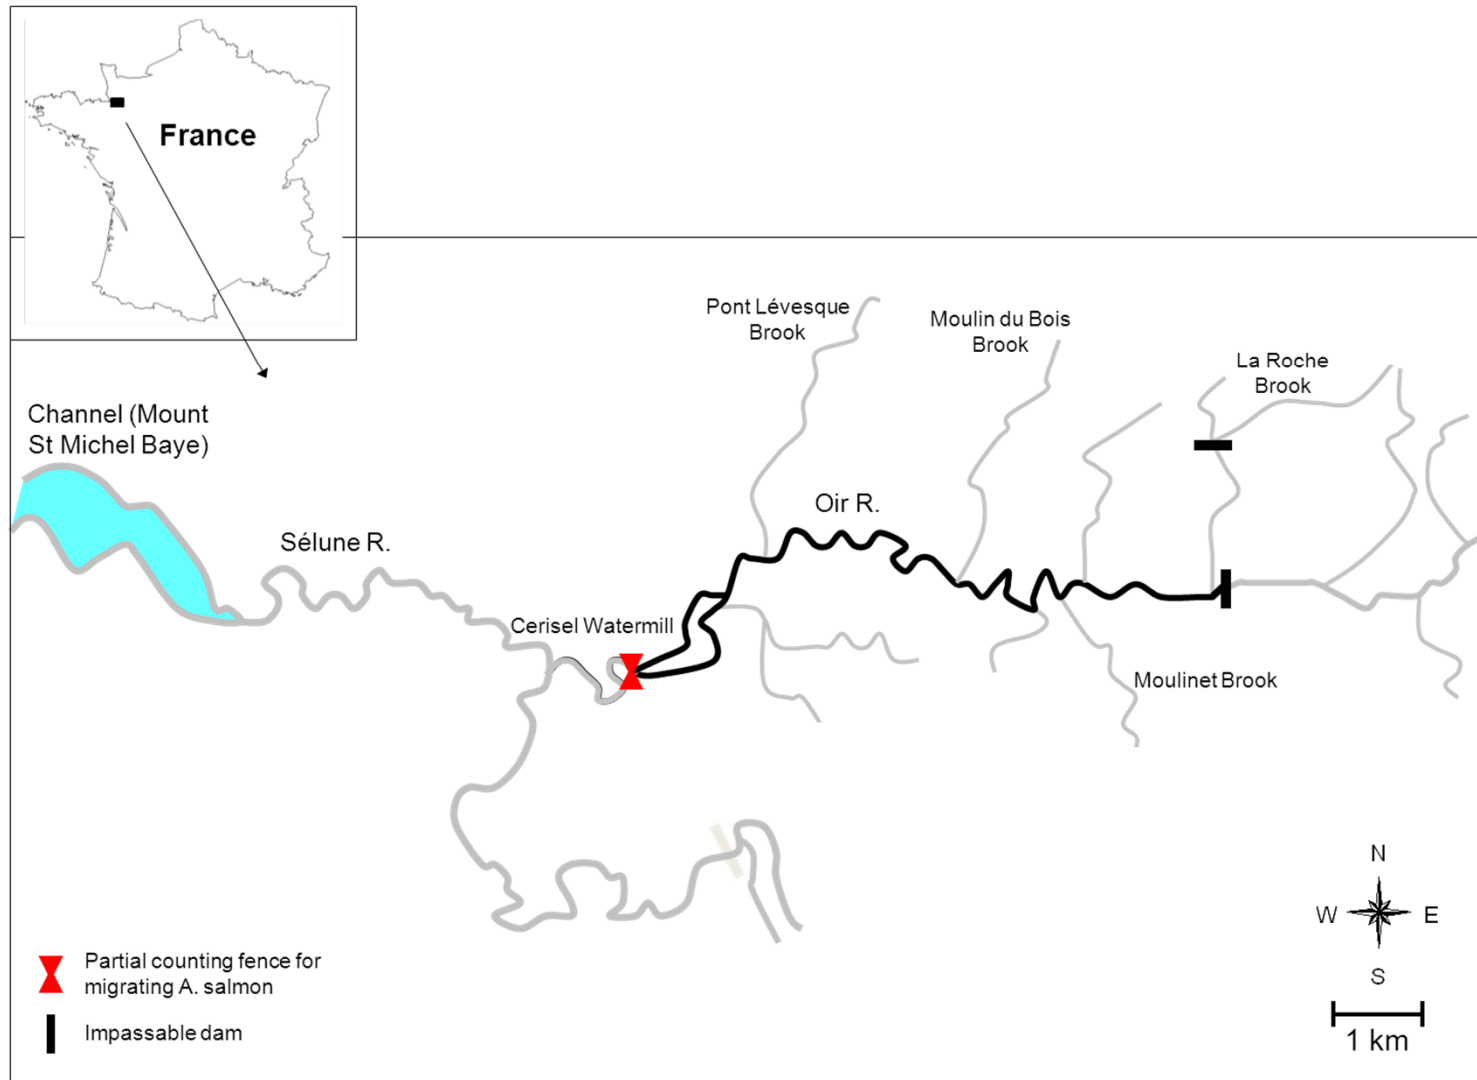 France
Pont Lévesque
Brook
Moulin du Bois
Brook
La Roche
Brook
Channel (Mount
St Michel Baye)
Oir R.
Sélune R.
Cerisel Watermill
Moulinet Brook
N
W
E
S
Partial counting fence for
migrating A. salmon
Impassable dam
1 km